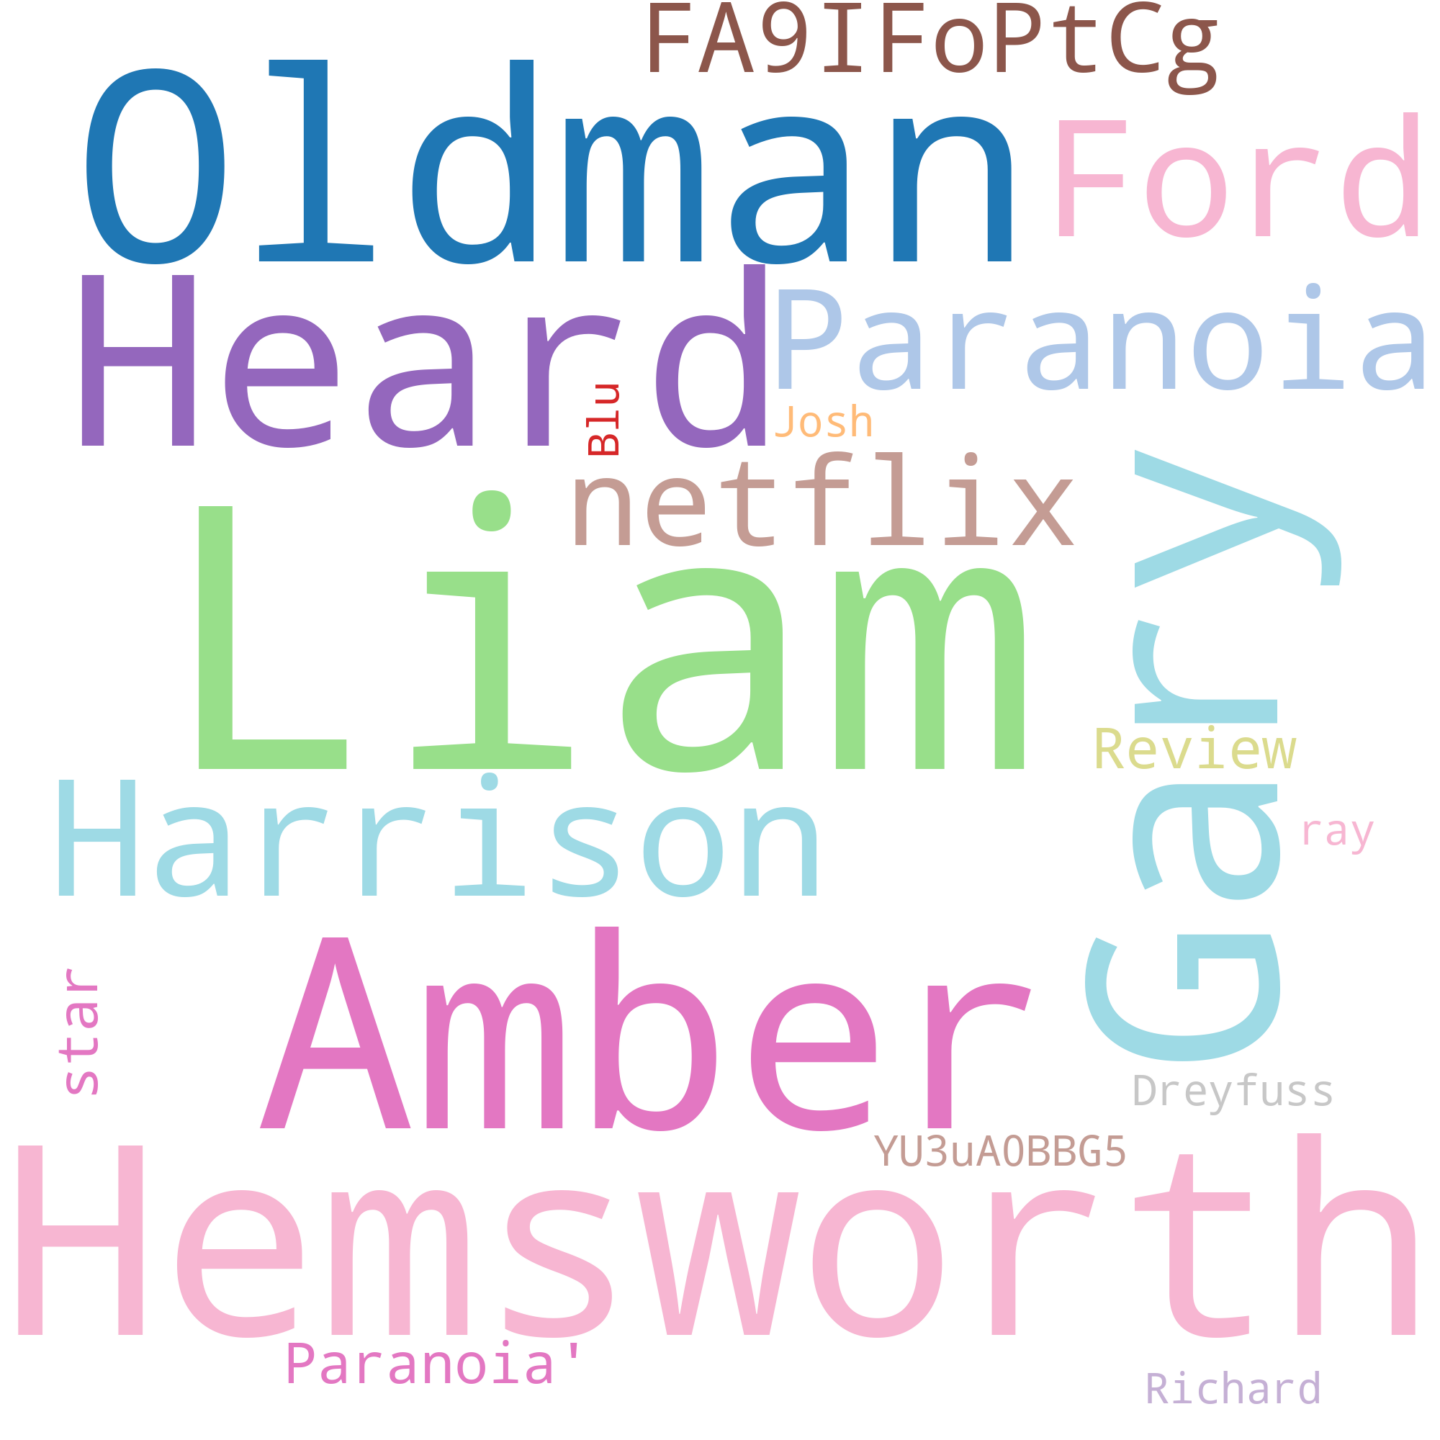 FA9IFoPtCg
Oldman
Ford
Heard
Paranoia
Blu
Josh
netflix
Gary
Liam
Review
Harrison
ray
Amber
star
Dreyfuss
YU3uA0BBG5
Hemsworth
Paranoia'
Richard